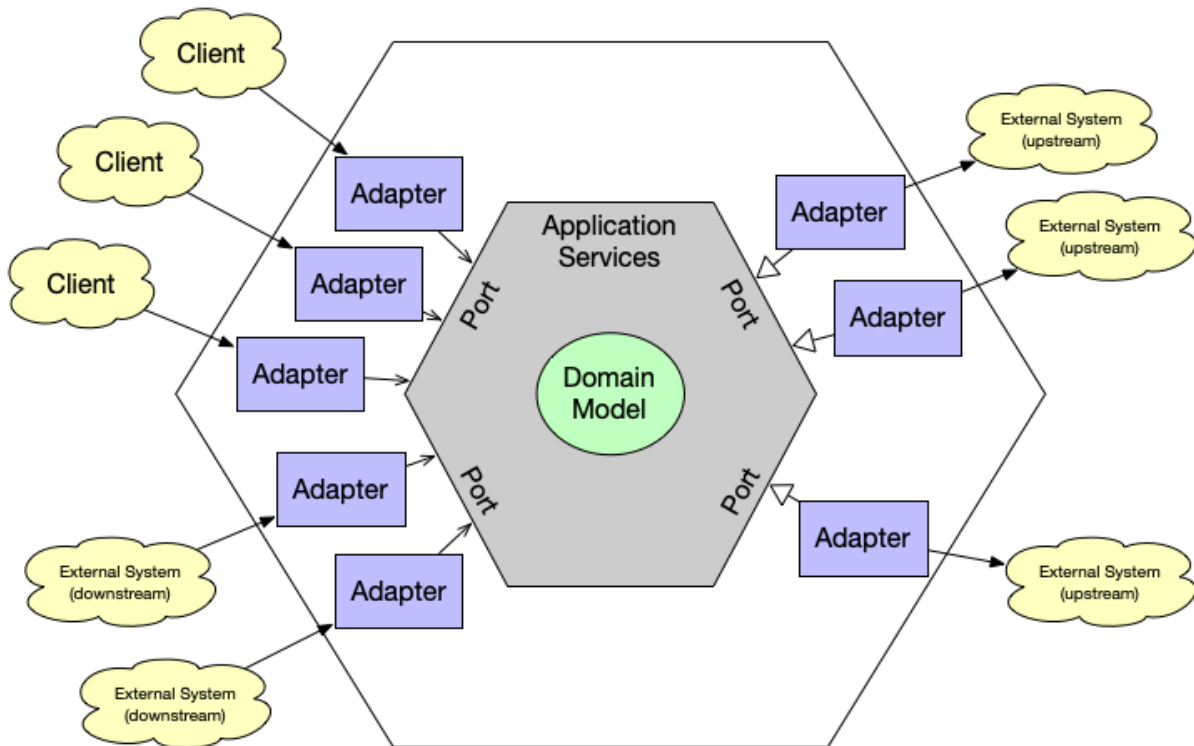 Client
Client
Client
External System
(downstream)
External System
(downstream)
Adapter
Adapter
Adapter
Adapter
Adapter
Port
Port
Application
Services
Domain
Model
Port
Port
Adapter
Adapter
Adapter
External System
(upstream)
External System
(upstream)
External System
(upstream)